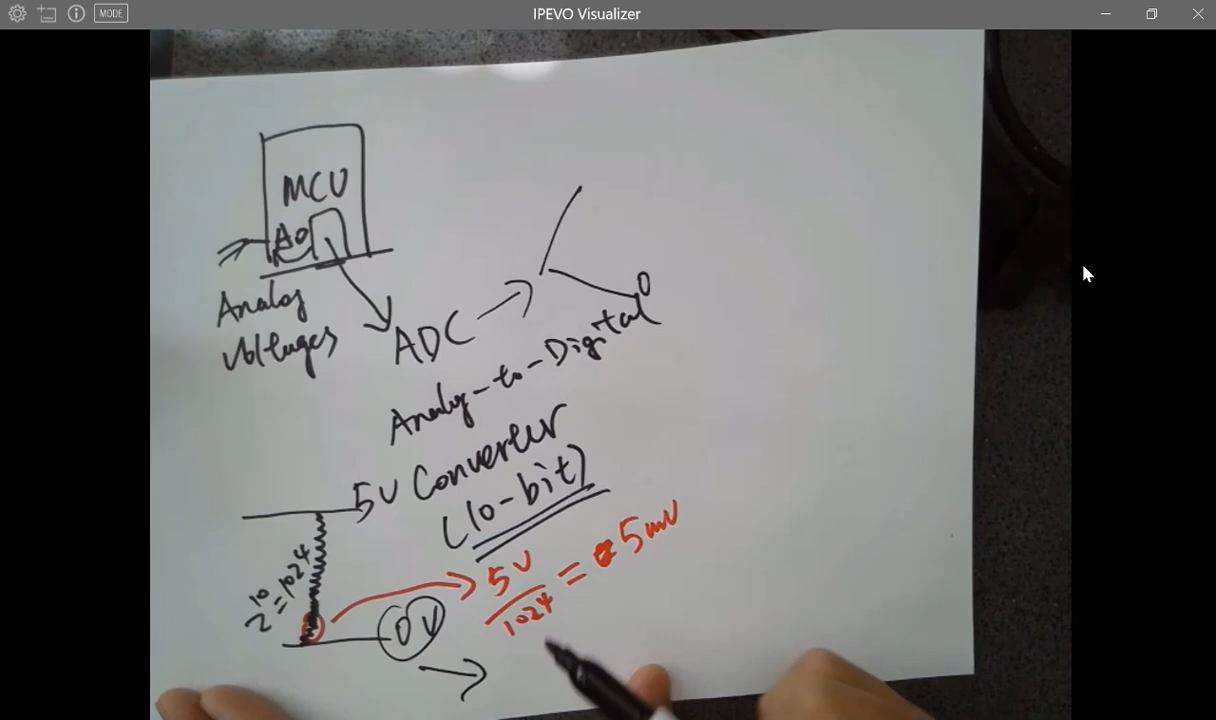 MODE
IPEVO Visualizer
MCU
A0
Analog
Voltages
ADC
0
Analog-to-Digital
5V Converter
(10-bit)
2^10=1024
5V/1024 = 5mV
0V